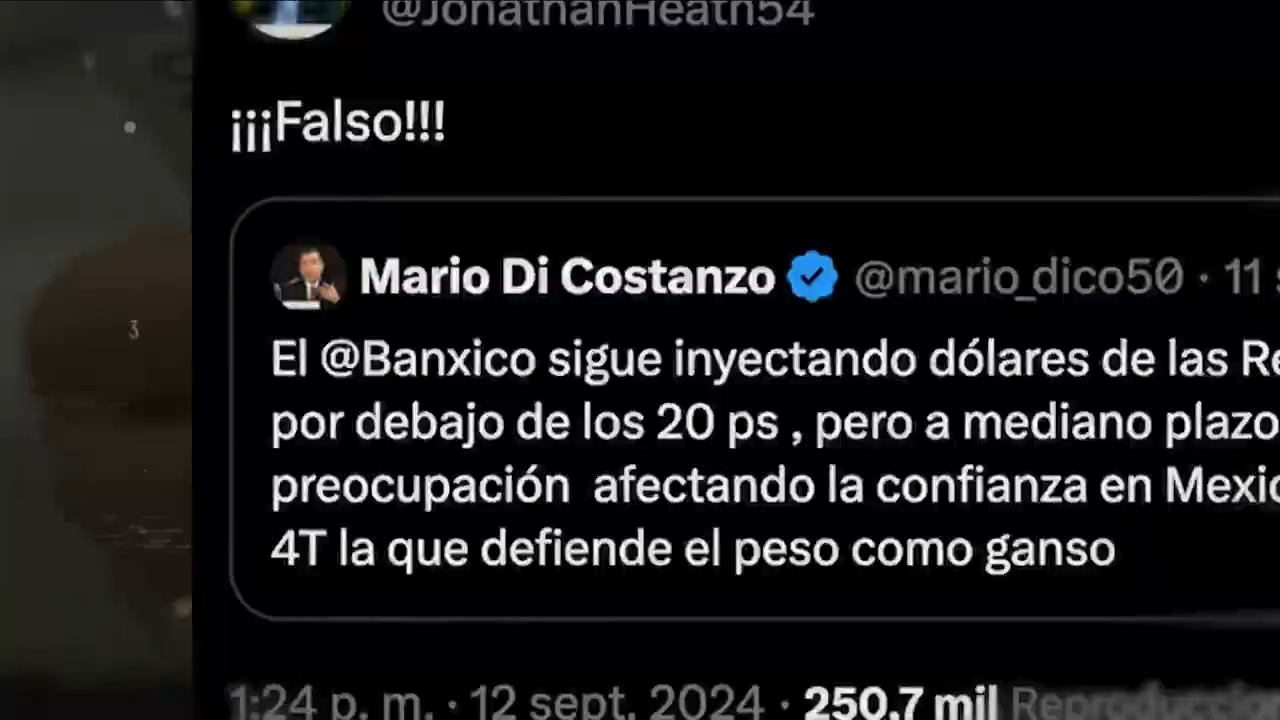 @JonathanHeath54
¡¡¡Falso!!!
Mario Di Costanzo @mario_dico50 · 11
El @Banxico sigue inyectando dólares de las
por debajo de los 20 ps , pero a mediano plazo
preocupación afectando la confianza en
4T la que defiende el peso como ganso
1:24 p. m. · 12 sept. 2024 · 250.7 mil
3